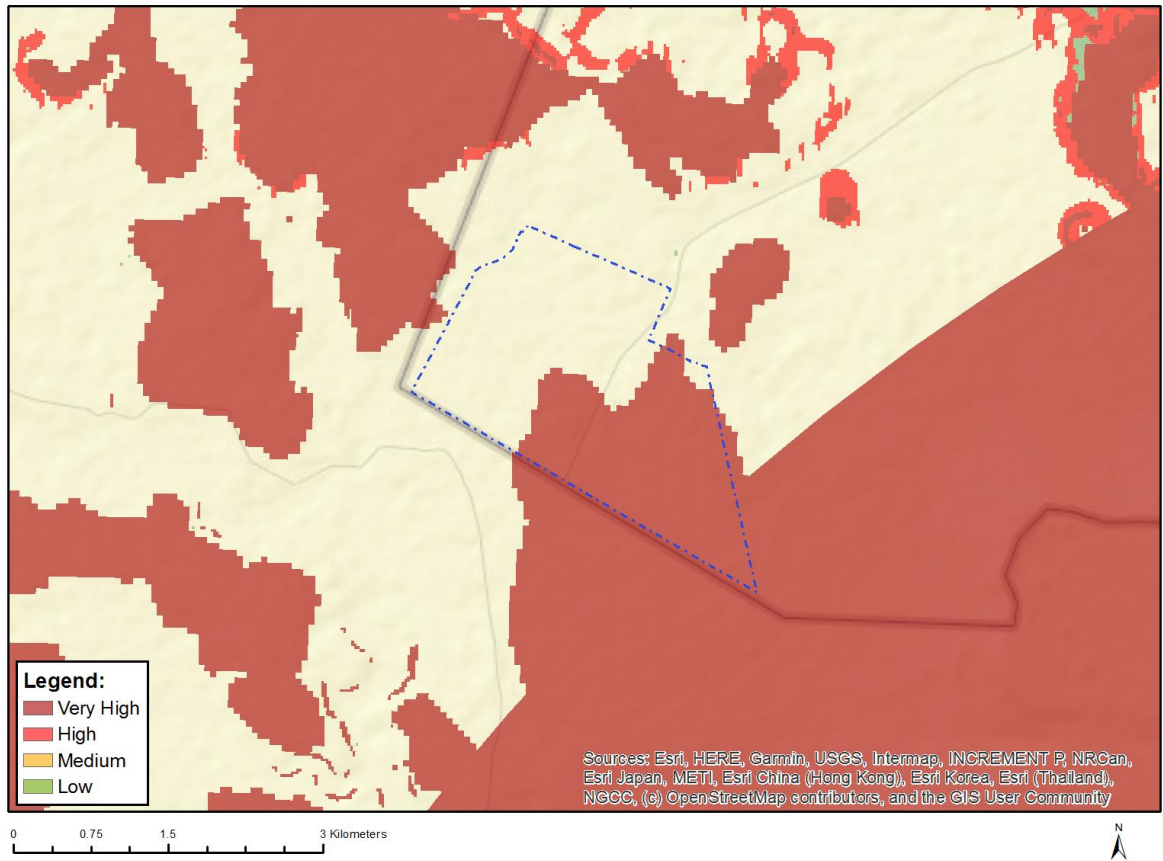 Legend:
Very High
High
Medium
Low
Sources: Esri, HERE, Garmin, USGS, Intermap, INCREMENT P, NRCan,
Esri Japan, METI, Esri China (Hong Kong), Esri Korea, Esri (Thailand),
NGCC, (c) OpenStreetMap contributors, and the GIS User Community
0 0.75 1.5 3 Kilometers
N